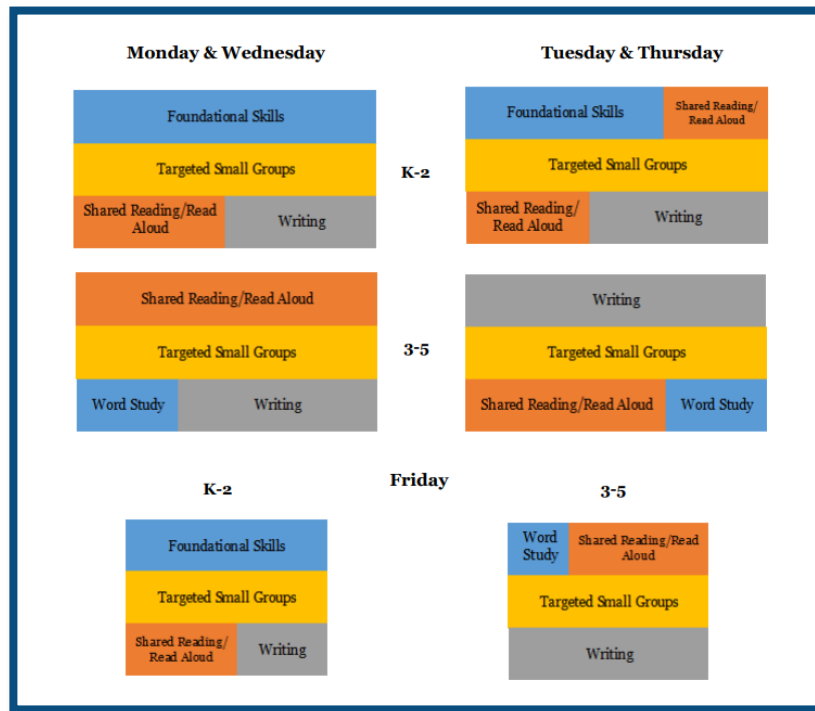 Monday & Wednesday
Tuesday & Thursday
Foundational Skills
Targeted Small Groups
Shared Reading/Read
Aloud
Writing
K-2
Foundational Skills
Shared Reading/
Read Aloud
Targeted Small Groups
Shared Reading/
Read Aloud
Writing
Shared Reading/Read Aloud
Targeted Small Groups
Word Study
Writing
3-5
Writing
Targeted Small Groups
Shared Reading/Read Aloud
Word Study
Friday
K-2
3-5
Foundational Skills
Targeted Small Groups
Shared Reading/
Read Aloud
Writing
Word
Study
Shared Reading/Read
Aloud
Targeted Small Groups
Writing